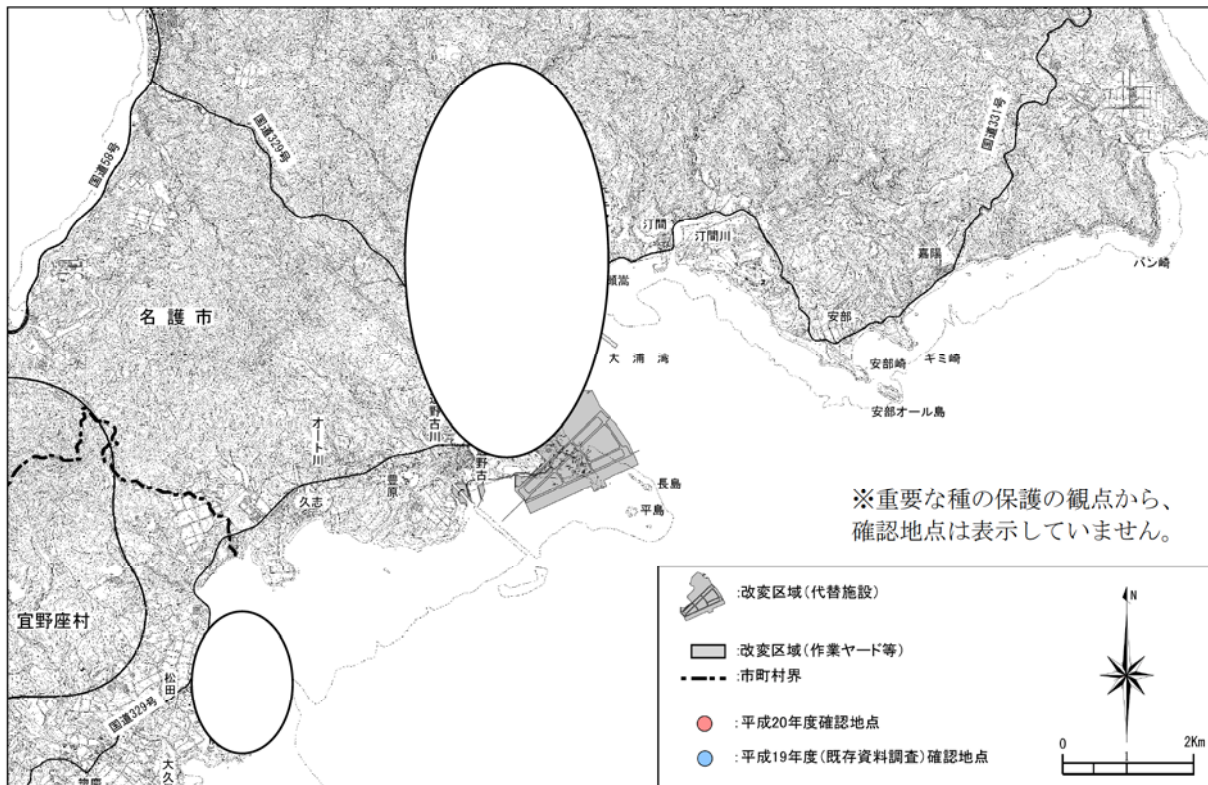 国道58号
国道329号
国道331号
汀間
汀間川
嘉陽
バン崎
名護市
安部
大浦湾
安部崎
ギミ崎
安部オール島
オート川
辺野古川
豊原
辺野古
久志
長島
平島
※重要な種の保護の観点から、
確認地点は表示していません。
宜野座村
松田
国道329号
大久
:改変区域(代替施設)
:改変区域(作業ヤード等)
:市町村界
:平成20年度確認地点
:平成19年度(既存資料調査)確認地点
N
0 2Km